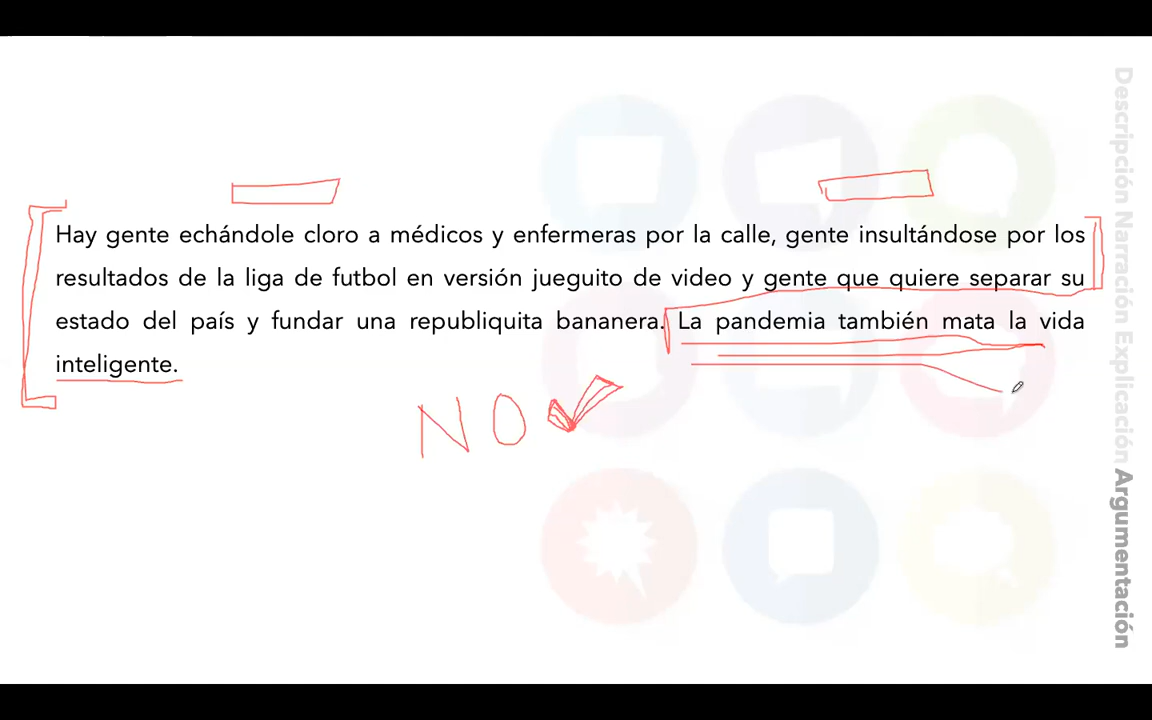 Hay gente echándole cloro a médicos y enfermeras por la calle, gente insultándose por los
resultados de la liga de futbol en versión jueguito de video y gente que quiere separar su
estado del país y fundar una republiquita bananera. La pandemia también mata la vida
inteligente.
NO
Descripción Narración Explicación Argumentación